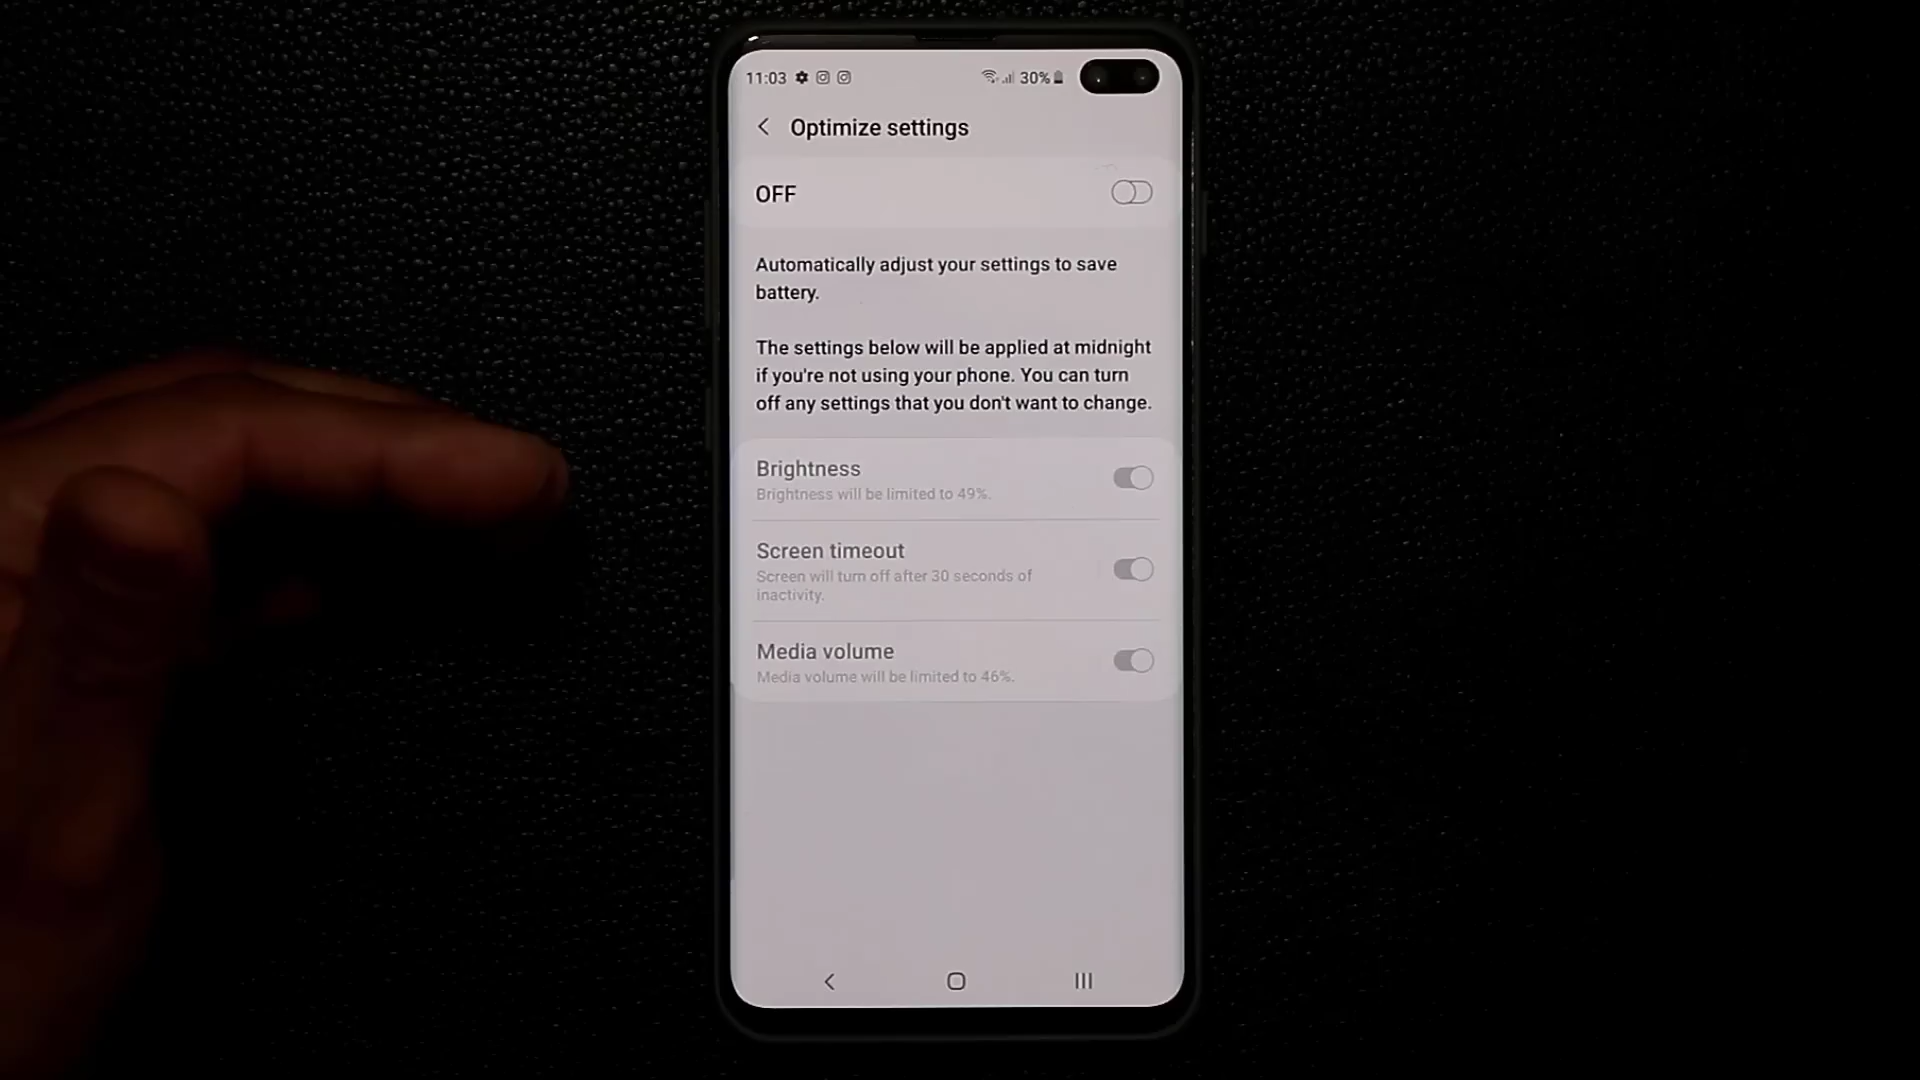 11:03 30%
Optimize settings
OFF
Automatically adjust your settings to save
battery.
The settings below will be applied at midnight
if you're not using your phone. You can turn
off any settings that you don't want to change.
Brightness
Brightness will be limited to 49%.
Screen timeout
Screen will turn off after 30 seconds of
inactivity.
Media volume
Media volume will be limited to 46%.